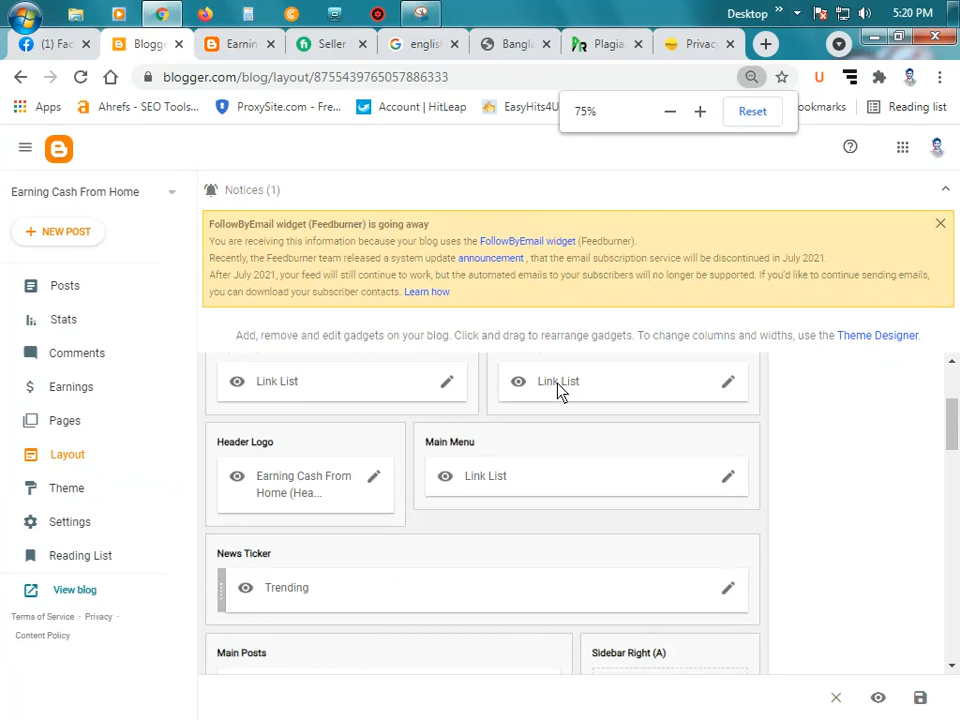 Desktop » 5:20 PM
(1) Fac Blogge Earnin Seller englis Bangla Plagia Privac
blogger.com/blog/layout/8755439765057886333
Apps Ahrefs - SEO Tools... ProxySite.com - Fre... Account | HitLeap EasyHits4U ookmarks Reading list
75% Reset
Earning Cash From Home
NEW POST
Posts
Stats
Comments
Earnings
Pages
Layout
Theme
Settings
Reading List
View blog
Terms of Service · Privacy ·
Content Policy
Notices (1)
FollowByEmail widget (Feedburner) is going away
You are receiving this information because your blog uses the FollowByEmail widget (Feedburner).
Recently, the Feedburner team released a system update announcement , that the email subscription service will be discontinued in July 2021.
After July 2021, your feed will still continue to work, but the automated emails to your subscribers will no longer be supported. If you'd like to continue sending emails,
you can download your subscriber contacts. Learn how
Add, remove and edit gadgets on your blog. Click and drag to rearrange gadgets. To change columns and widths, use the Theme Designer.
Link List Link List
Header Logo Main Menu
Earning Cash From
Home (Hea...
Link List
News Ticker
Trending
Main Posts Sidebar Right (A)